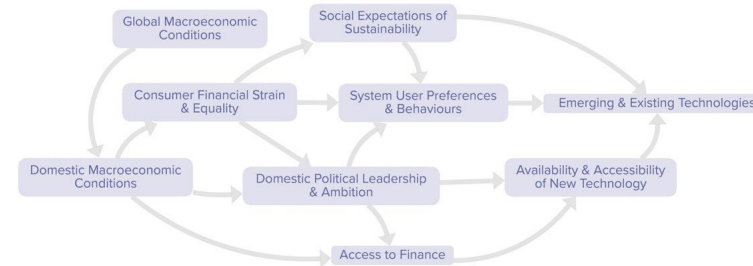 Global Macroeconomic
Conditions
Social Expectations of
Sustainability
Consumer Financial Strain
& Equality
System User Preferences
& Behaviours
Emerging & Existing Technologies
Domestic Macroeconomic
Conditions
Domestic Political Leadership
& Ambition
Availability & Accessibility
of New Technology
Access to Finance